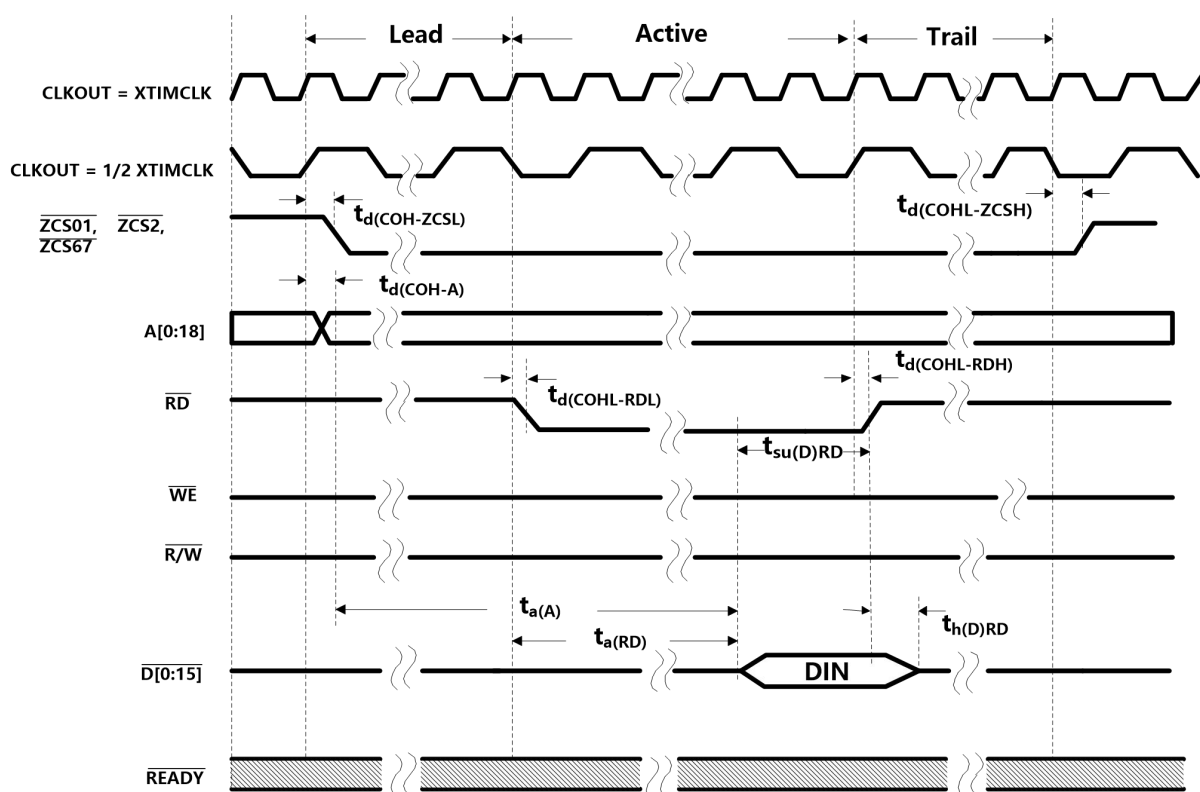 Lead Active Trail
CLKOUT = XTIMCLK
CLKOUT = 1/2 XTIMCLK
td(COH-ZCSL) td(COHL-ZCSH)
ZCS01, ZCS2,
ZCS67
td(COH-A)
A[0:18]
td(COHL-RDH)
RD td(COHL-RDL)
tsu(D)RD
WE
R/W
ta(A)
th(D)RD
ta(RD)
D[0:15] DIN
READY